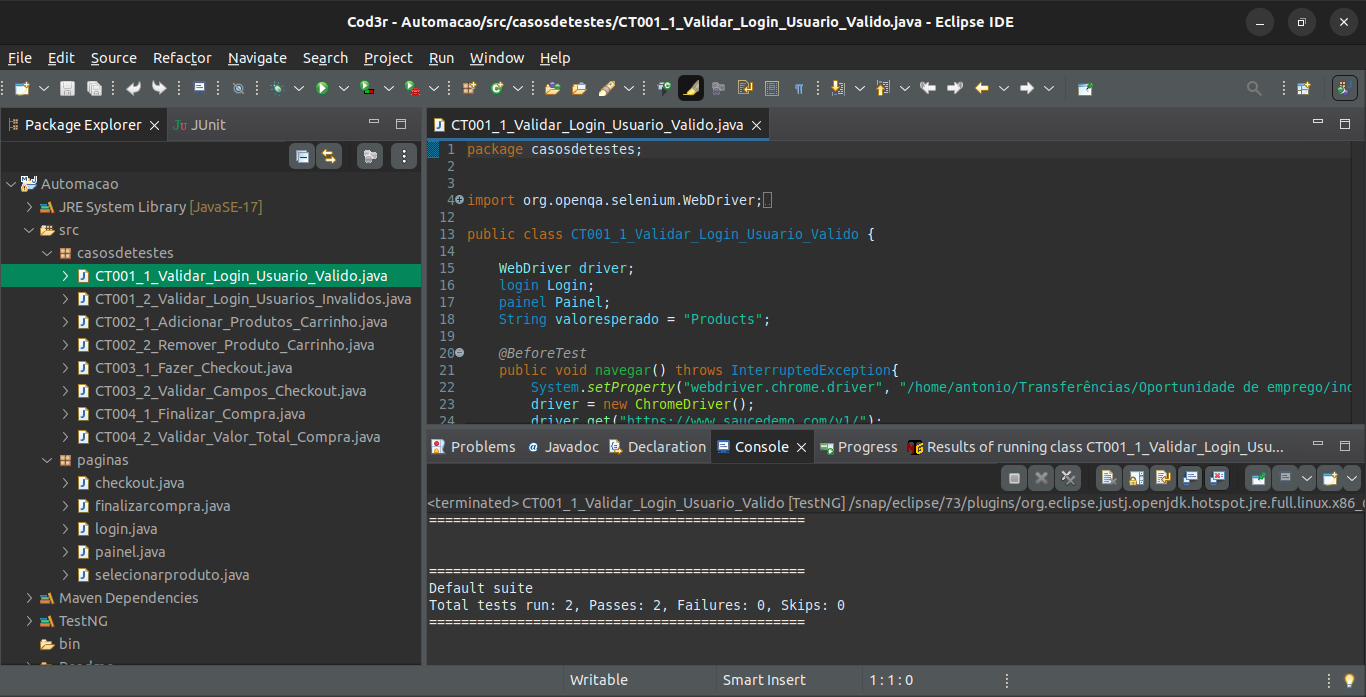 Cod3r - Automacao/src/casosdetestes/CT001_1_Validar_Login_Usuario_Valido.java - Eclipse IDE
File Edit Source Refactor Navigate Search Project Run Window Help
Package Explorer
JUnit
Automacao
JRE System Library [JavaSE-17]
src
casosdetestes
CT001_1_Validar_Login_Usuario_Valido.java
CT001_2_Validar_Login_Usuarios_Invalidos.java
CT002_1_Adicionar_Produtos_Carrinho.java
CT002_2_Remover_Produto_Carrinho.java
CT003_1_Fazer_Checkout.java
CT003_2_Validar_Campos_Checkout.java
CT004_1_Finalizar_Compra.java
CT004_2_Validar_Valor_Total_Compra.java
paginas
checkout.java
finalizarcompra.java
login.java
painel.java
selecionarproduto.java
Maven Dependencies
TestNG
bin
CT001_1_Validar_Login_Usuario_Valido.java
1 package casosdetestes;
2
3
4 import org.openqa.selenium.WebDriver;
12
13 public class CT001_1_Validar_Login_Usuario_Valido {
14
15 WebDriver driver;
16 login Login;
17 painel Painel;
18 String valoresperado = "Products";
19
20 @BeforeTest
21 public void navegar() throws InterruptedException{
22 System.setProperty("webdriver.chrome.driver", "/home/antonio/Transferências/Oportunidade de emprego/inc
23 driver = new ChromeDriver();
24 driver.get("https://www.saucedemo.com/v1/");
Problems Javadoc Declaration Console Progress Results of running class CT001_1_Validar_Login_Usu...
<terminated> CT001_1_Validar_Login_Usuario_Valido [TestNG] /snap/eclipse/73/plugins/org.eclipse.justj.openjdk.hotspot.jre.full.linux.x86_
===============================================
===============================================
Default suite
Total tests run: 2, Passes: 2, Failures: 0, Skips: 0
===============================================
Writable
Smart Insert
1 : 1 : 0